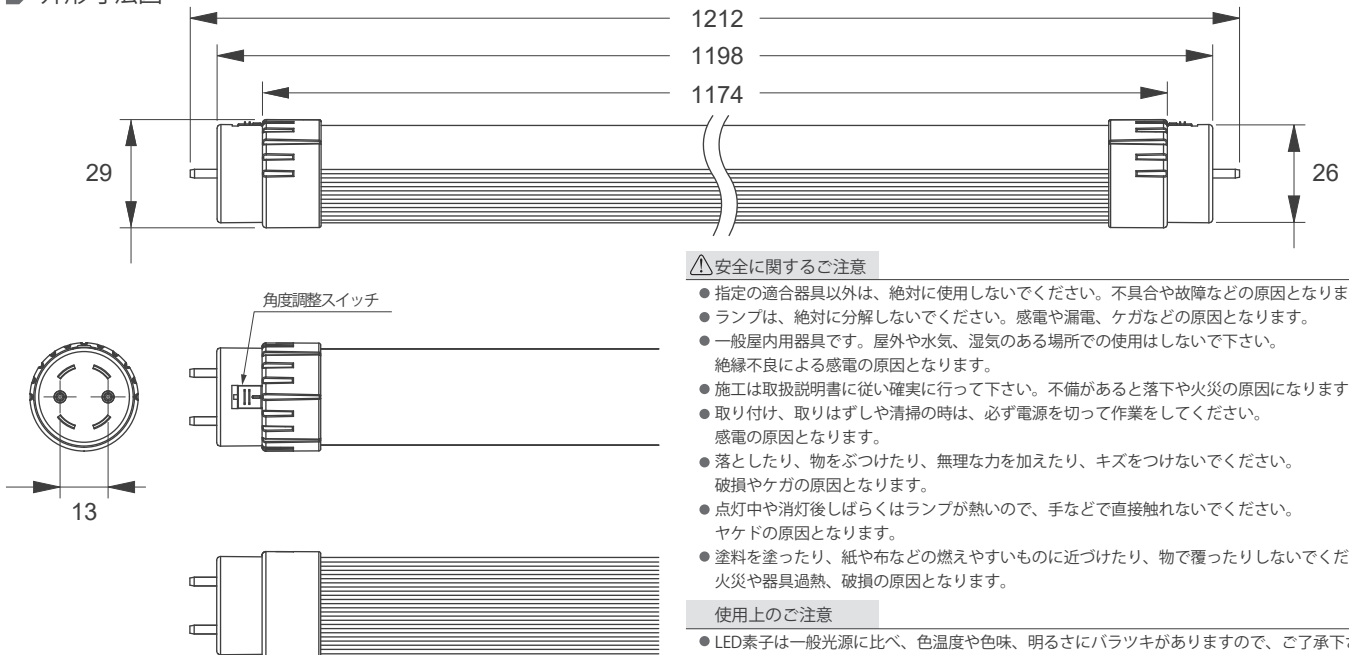 1212
1198
1174
29
26
角度調整スイッチ
13
安全に関するご注意
● 指定の適合器具以外は、絶対に使用しないでください。不具合や故障などの原因となりま
● ランプは、絶対に分解しないでください。感電や漏電、ケガなどの原因となります。
● 一般屋内用器具です。屋外や水気、湿気のある場所での使用はしないで下さい。
絶縁不良による感電の原因となります。
● 施工は取扱説明書に従い確実に行って下さい。不備があると落下や火災の原因になります
● 取り付け、取りはずしや清掃の時は、必ず電源を切って作業をしてください。
感電の原因となります。
● 落としたり、物をぶつけたり、無理な力を加えたり、キズをつけないでください。
破損やケガの原因となります。
● 点灯中や消灯後しばらくはランプが熱いので、手などで直接触れないでください。
ヤケドの原因となります。
● 塗料を塗ったり、紙や布などの燃えやすいものに近づけたり、物で覆ったりしないでくだ
火災や器具過熱、破損の原因となります。
使用上のご注意
● LED素子は一般光源に比べ、色温度や色味、明るさにバラツキがありますので、ご了承下